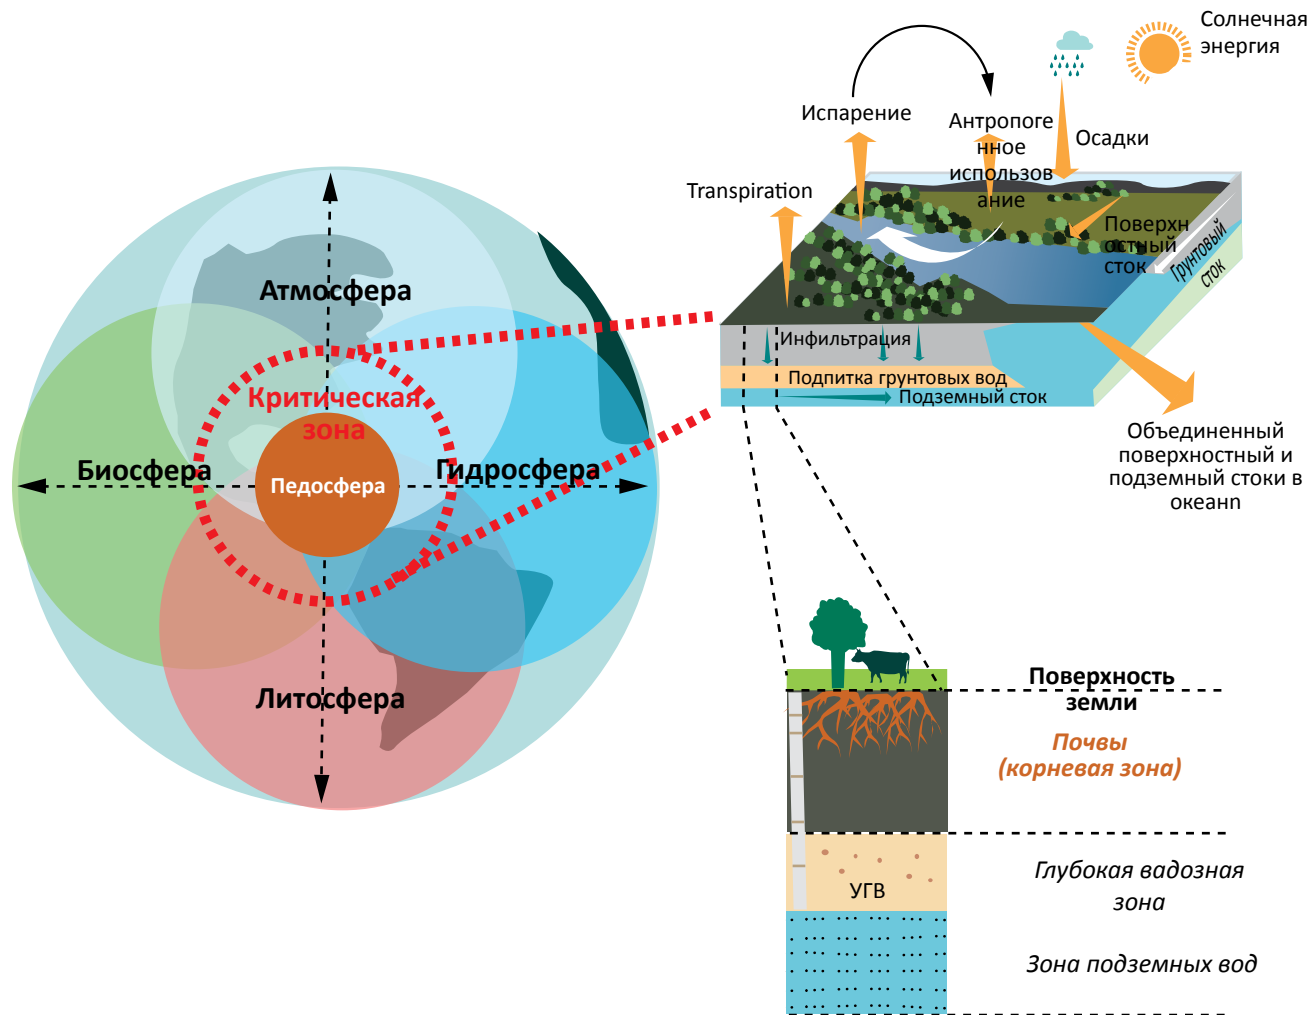 Солнечная
энергия
Испарение
Антропоге
нное
использов
ание
Осадки
Transpiration
Поверхн
остный
сток
Грунтовый
сток
Атмосфера
Критическая
зона
Биосфера
Гидросфера
Педосфера
Литосфера
Инфильтрация
Подпитка грунтовых вод
Подземный сток
Объединенный
поверхностный и
подземный стоки в
океанn
Поверхность
земли
Почвы
(корневая зона)
Глубокая вадозная
зона
УГВ
Зона подземных вод